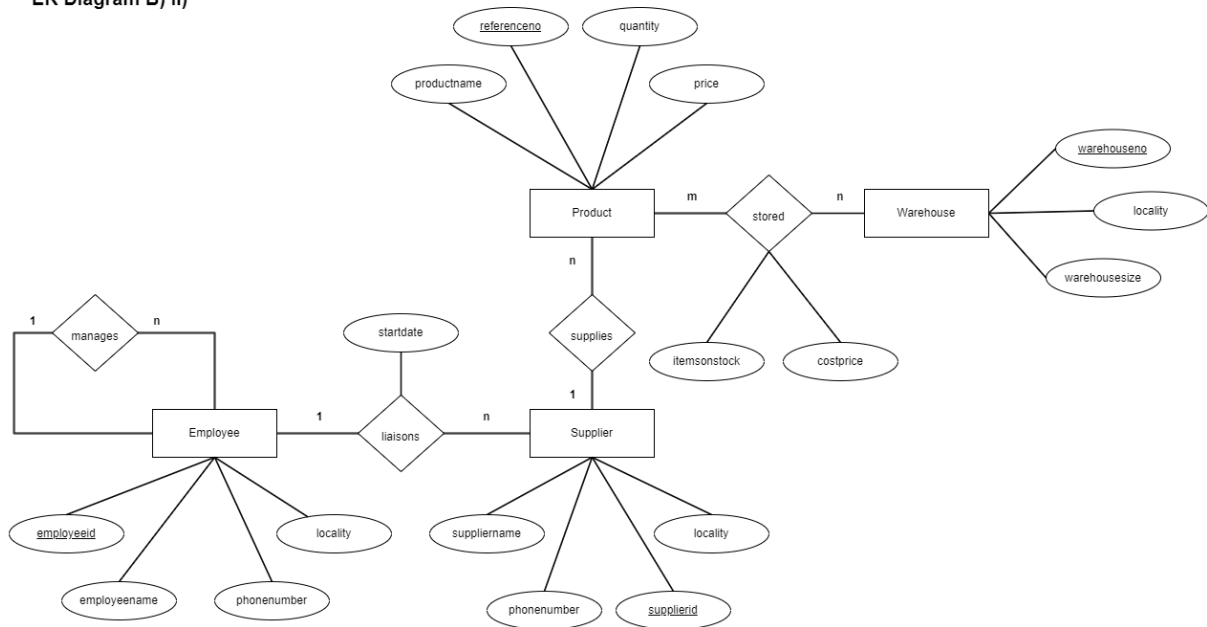 ER Diagram B) ii)
referenceno
quantity
productname
price
warehouseno
Product
m
stored
n
Warehouse
locality
n
warehousesize
1
manages
n
startdate
supplies
itemsonstock
costprice
1
Employee
1
liaisons
n
Supplier
employeeid
locality
suppliername
locality
employeename
phonenumber
phonenumber
supplierid